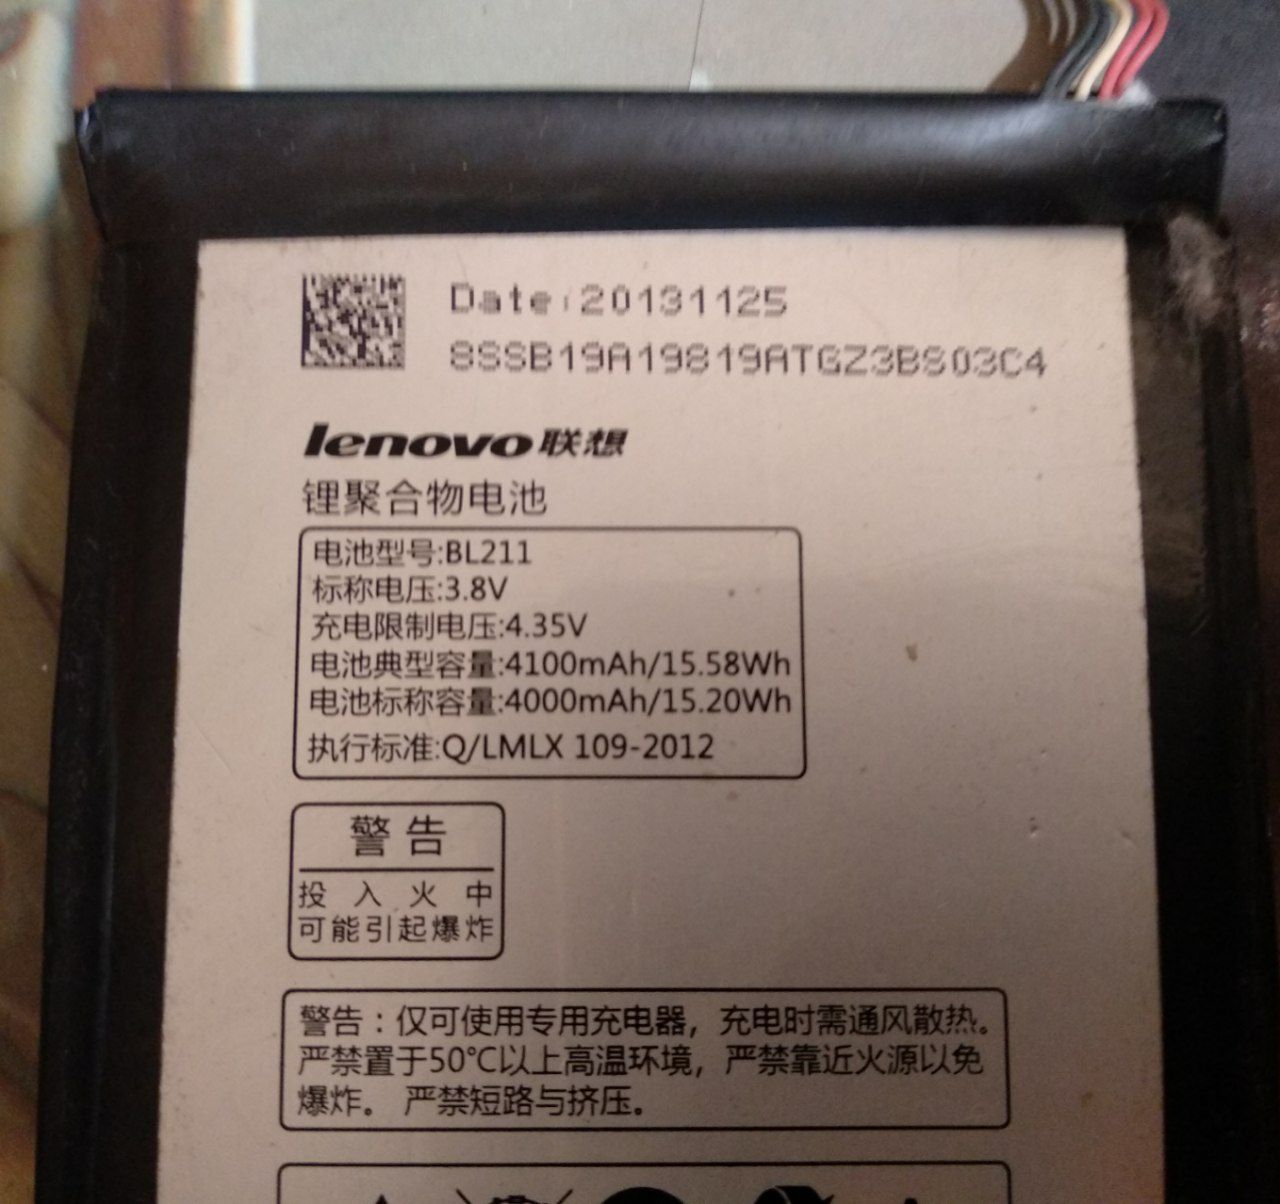 Date:20131125
8SSB19A19819ATGZ3B803C4
lenovo联想
锂聚合物电池
电池型号:BL211
标称电压:3.8V
充电限制电压:4.35V
电池典型容量:4100mAh/15.58Wh
电池标称容量:4000mAh/15.20Wh
执行标准:Q/LMLX 109-2012
警告
投入火中
可能引起爆炸
警告：仅可使用专用充电器，充电时需通风散热。
严禁置于50℃以上高温环境，严禁靠近火源以免
爆炸。 严禁短路与挤压。